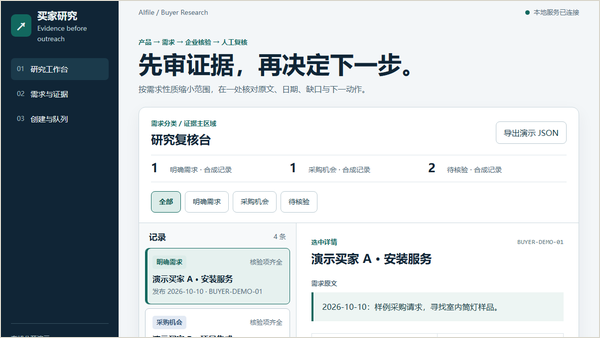 买家研究
Evidence before
outreach
01 研究工作台
02 需求与证据
03 创建与队列
Alfile / Buyer Research
本地服务已连接
产品 → 需求 → 企业核验 → 人工复核
先审证据，再决定下一步。
按需求性质缩小范围，在一处核对原文、日期、缺口与下一动作。
需求分类 / 证据主区域
研究复核台
导出演示 JSON
1 明确需求 · 合成记录
1 采购机会 · 合成记录
2 待核验 · 合成记录
全部
明确需求
采购机会
待核验
记录
4 条
明确需求
核验项齐全
演示买家 A · 安装服务
发布 2026-10-10 · BUYER-DEMO-01
采购机会
核验项齐全
选中详情
BUYER-DEMO-01
演示买家 A · 安装服务
需求原文
2026-10-10：样例采购请求，寻找室内筒灯样品。